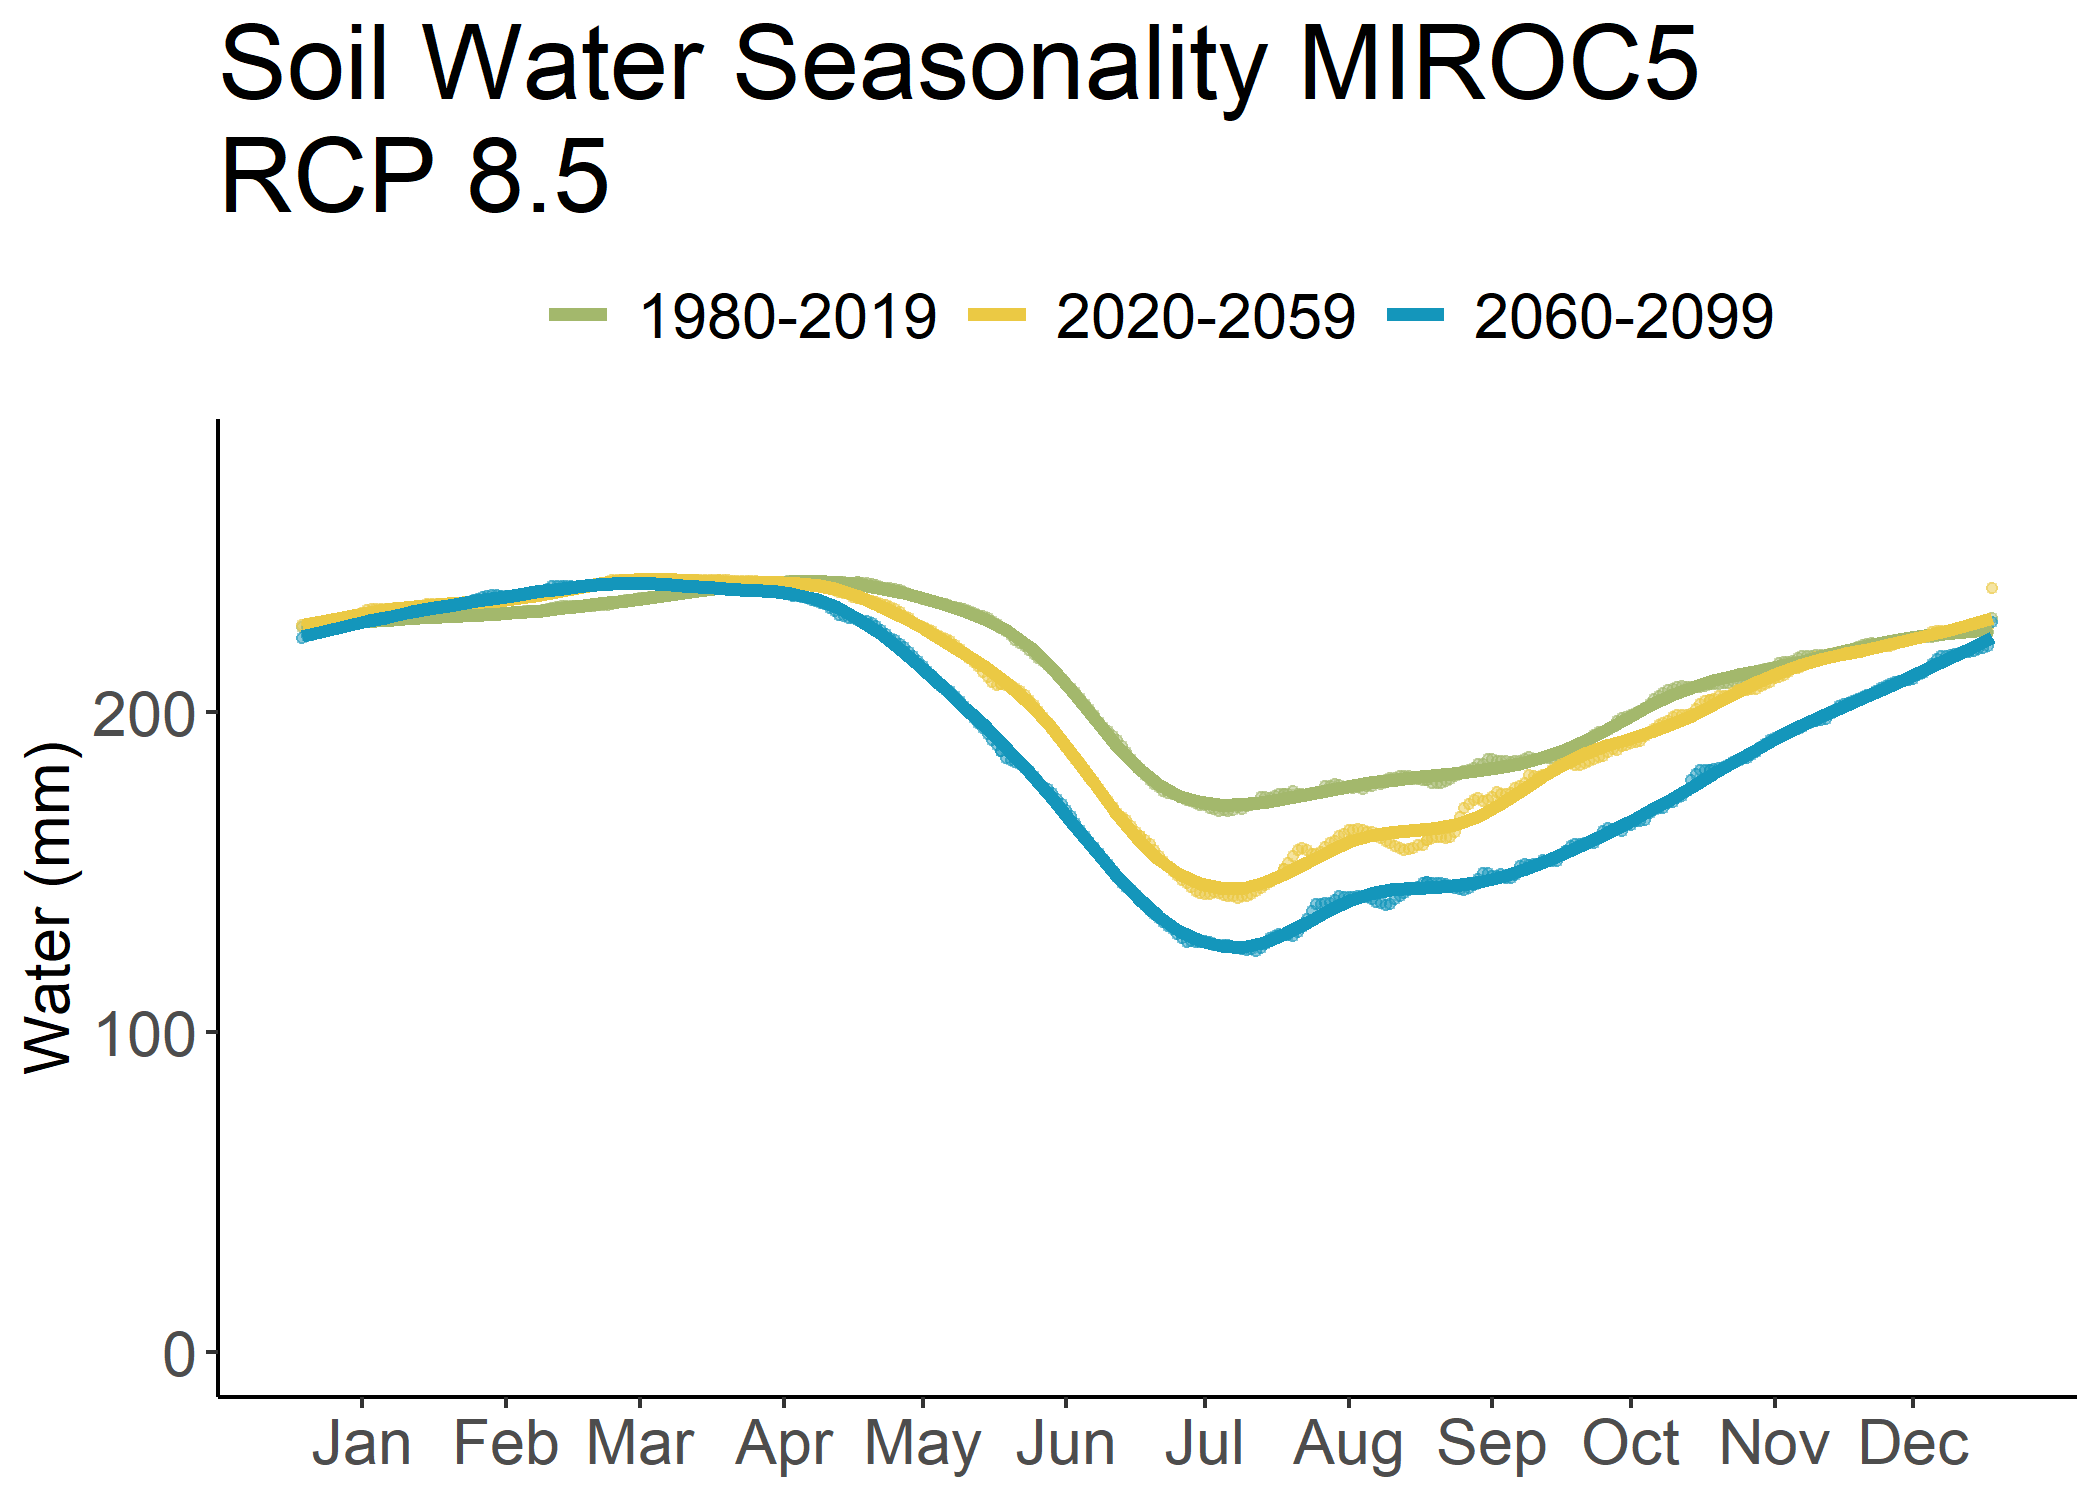 Soil Water Seasonality MIROC5
RCP 8.5
1980-2019 2020-2059 2060-2099
Water (mm)
200
100
0
Jan Feb Mar Apr May Jun Jul Aug Sep Oct Nov Dec